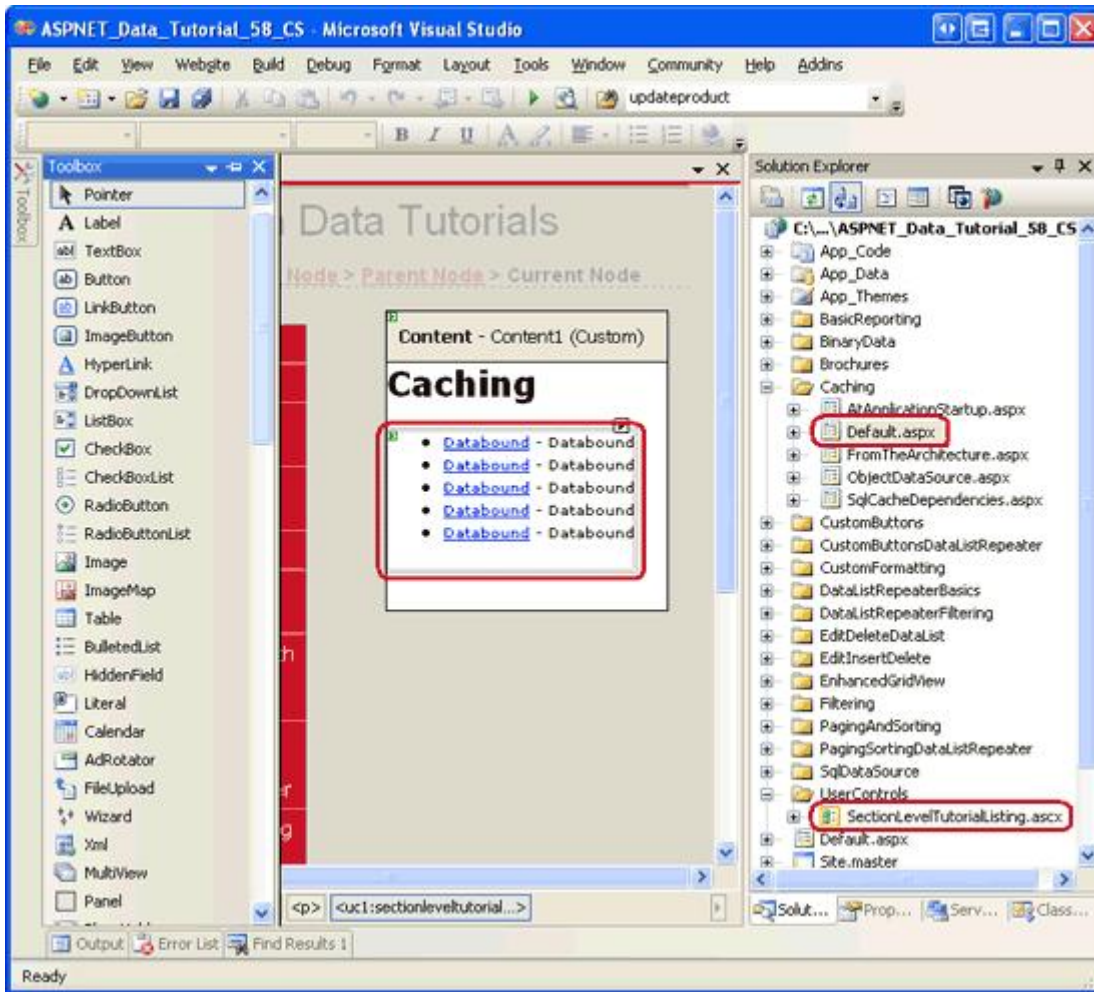 ASPNET_Data_Tutorial_58_CS - Microsoft Visual Studio
File Edit View Website Build Debug Format Layout Tools Window Community Help Addins
updateproduct
B I U A
Toolbox
Toolbox
Pointer
Label
TextBox
Button
LinkButton
ImageButton
HyperLink
DropDownList
ListBox
CheckBox
CheckBoxList
RadioButton
RadioButtonList
Image
ImageMap
Table
BulletedList
HiddenField
Literal
Calendar
AdRotator
FileUpload
Wizard
Xml
MultiView
Panel
Data Tutorials
Node > Parent Node > Current Node
Content - Content1 (Custom)
Caching
• Databound - Databound
• Databound - Databound
• Databound - Databound
• Databound - Databound
• Databound - Databound
<p> <uc1:sectionleveltutorial...>
Solution Explorer
C:\...\ASPNET_Data_Tutorial_58_CS
App_Code
App_Data
App_Themes
BasicReporting
BinaryData
Brochures
Caching
AtApplicationStartup.aspx
Default.aspx
FromTheArchitecture.aspx
ObjectDataSource.aspx
SqlCacheDependencies.aspx
CustomButtons
CustomButtonsDataListRepeater
CustomFormatting
DataListRepeaterBasics
DataListRepeaterFiltering
EditDeleteDataList
EditInsertDelete
EnhancedGridView
Filtering
PagingAndSorting
PagingSortingDataListRepeater
SqlDataSource
UserControls
SectionLevelTutorialListing.ascx
Default.aspx
Site.master
Solut... Prop... Serv... Class...
Output Error List Find Results 1
Ready